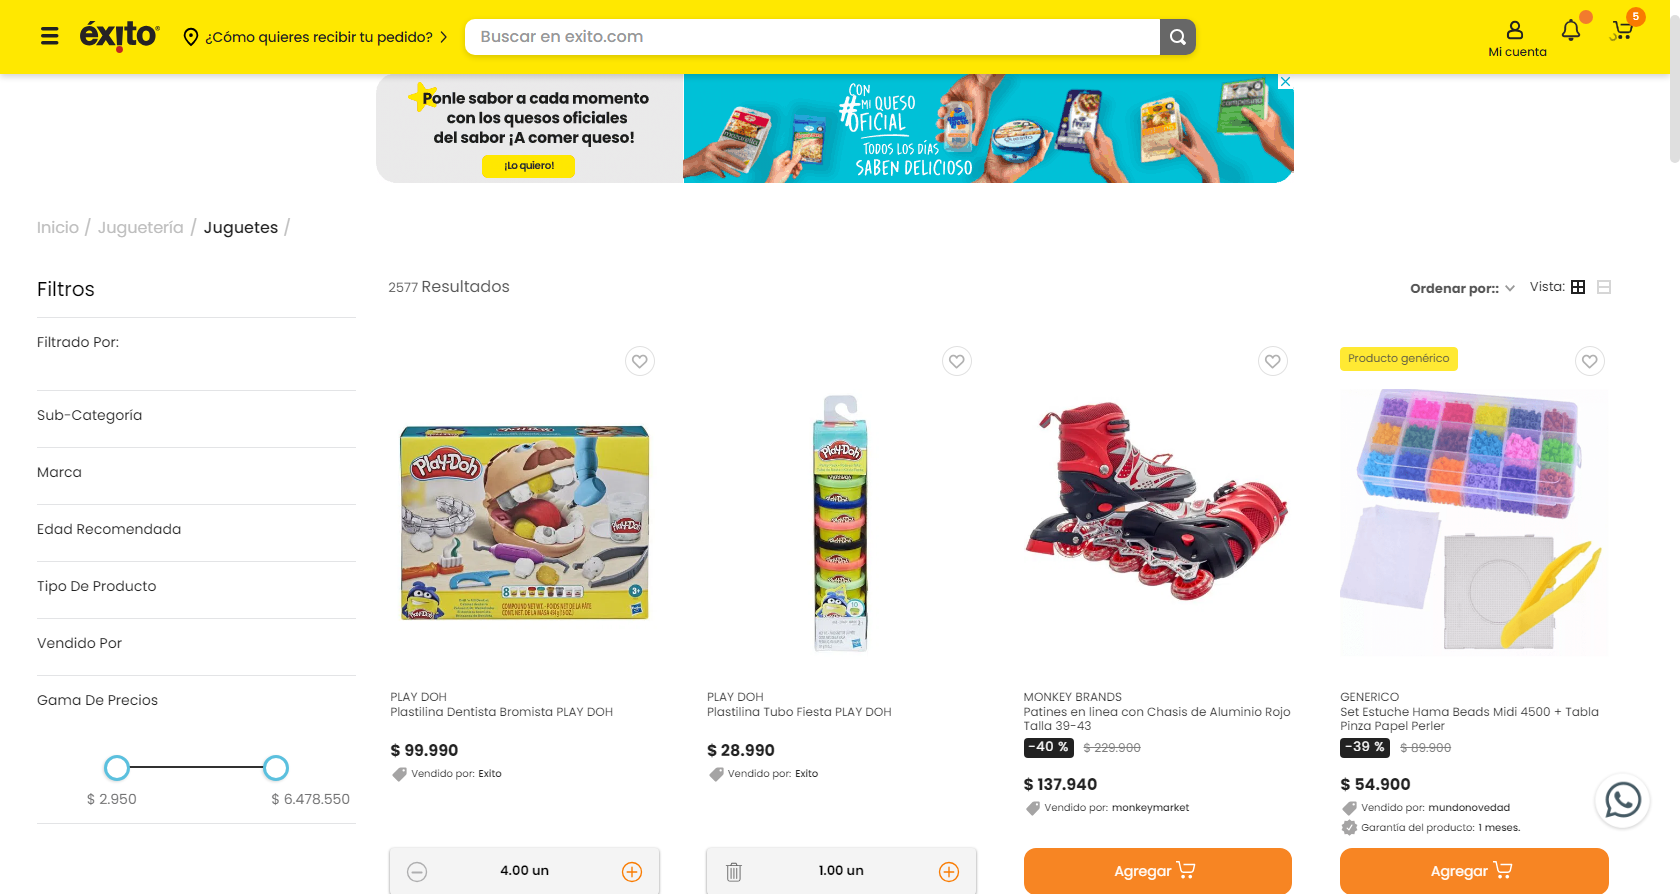 éxito
¿Cómo quieres recibir tu pedido?
Buscar en exito.com
Mi cuenta
5
Ponle sabor a cada momento
con los quesos oficiales
del sabor ¡A comer queso!
¡Lo quiero!
CON
MI QUESO
#OFICIAL
TODOS LOS DÍAS
SABEN DELICIOSO
Inicio / Juguetería / Juguetes /
Filtros
2577 Resultados
Ordenar por::
Vista:
Filtrado Por:
Sub-Categoría
Marca
Edad Recomendada
Tipo De Producto
Vendido Por
Gama De Precios
$ 2.950
$ 6.478.550
Play-Doh
8
3+
Hasbro
PLAY DOH
Plastilina Dentista Bromista PLAY DOH
$ 99.990
Vendido por: Exito
4.00 un
Play-Doh
PLAY DOH
Plastilina Tubo Fiesta PLAY DOH
$ 28.990
Vendido por: Exito
1.00 un
MONKEY BRANDS
Patines en linea con Chasis de Aluminio Rojo
Talla 39-43
-40 % $ 229.900
$ 137.940
Vendido por: monkeymarket
Agregar
Producto genérico
GENERICO
Set Estuche Hama Beads Midi 4500 + Tabla
Pinza Papel Perler
-39 % $ 89.900
$ 54.900
Vendido por: mundonovedad
Garantía del producto: 1 meses.
Agregar